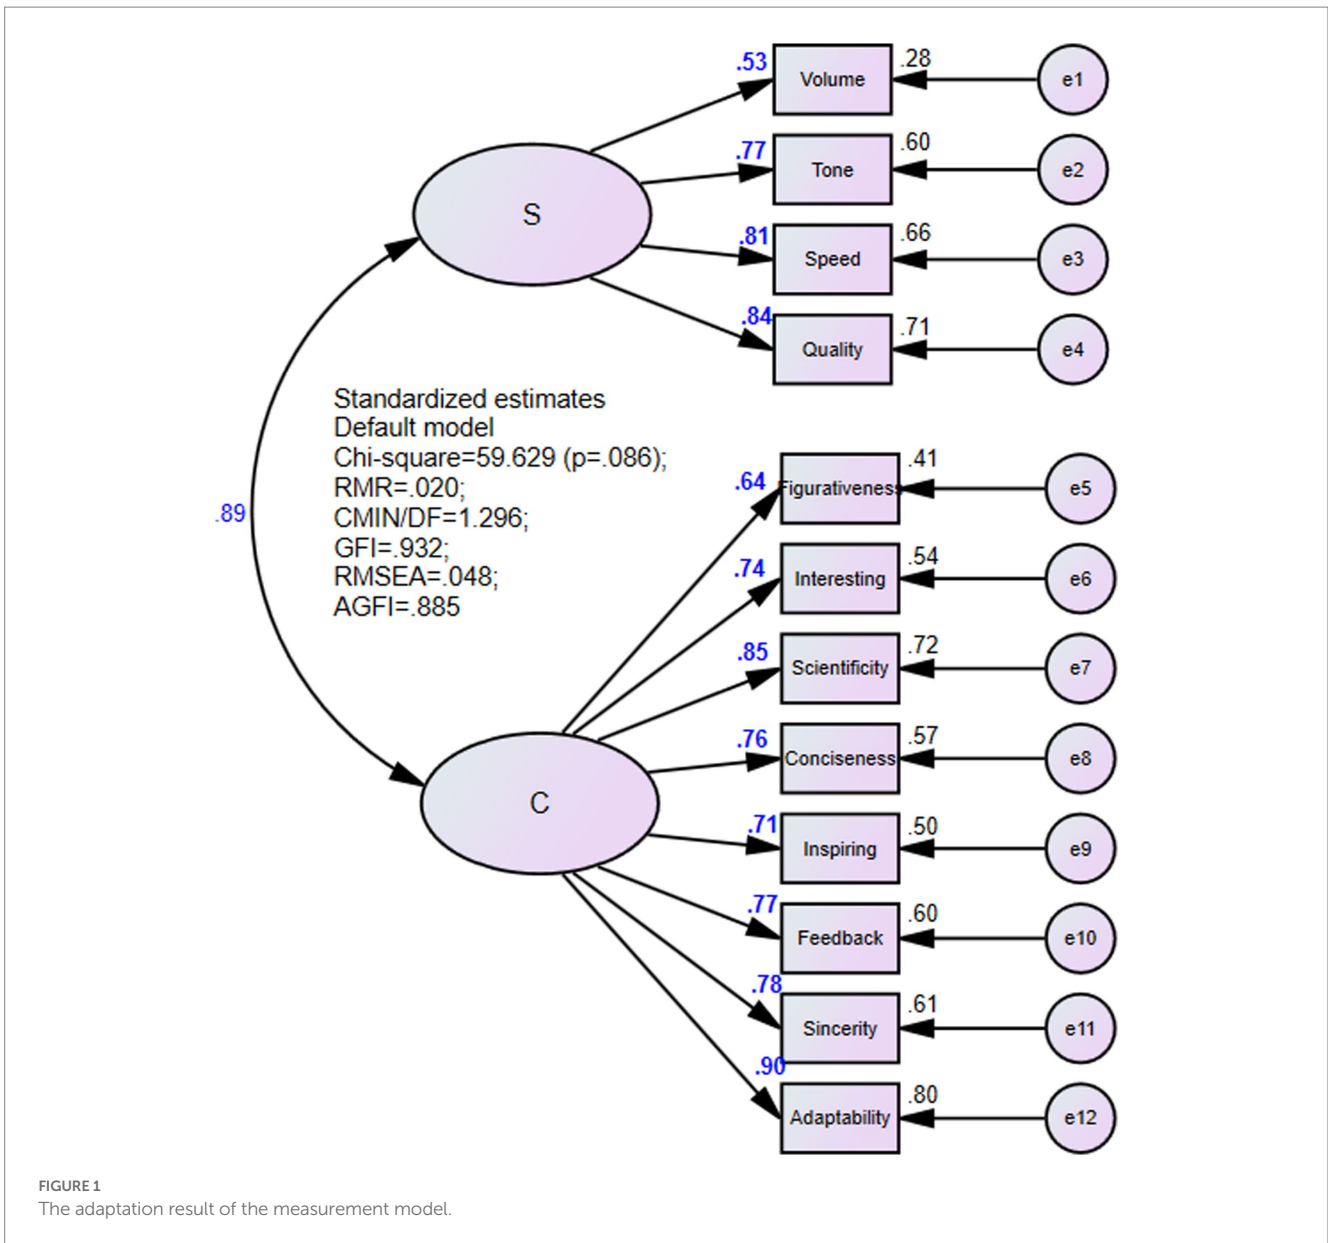 .53
Volume
.28
e1
.77
Tone
.60
e2
S
.81
Speed
.66
e3
.84
Quality
.71
e4
Standardized estimates
Default model
Chi-square=59.629 (p=.086);
RMR=.020;
CMIN/DF=1.296;
GFI=.932;
RMSEA=.048;
AGFI=.885
.89
.64
Figurativeness
.41
e5
.74
Interesting
.54
e6
.85
Scientificity
.72
e7
.76
Conciseness
.57
e8
C
.71
Inspiring
.50
e9
.77
Feedback
.60
e10
.78
Sincerity
.61
e11
.90
Adaptability
.80
e12
FIGURE 1
The adaptation result of the measurement model.